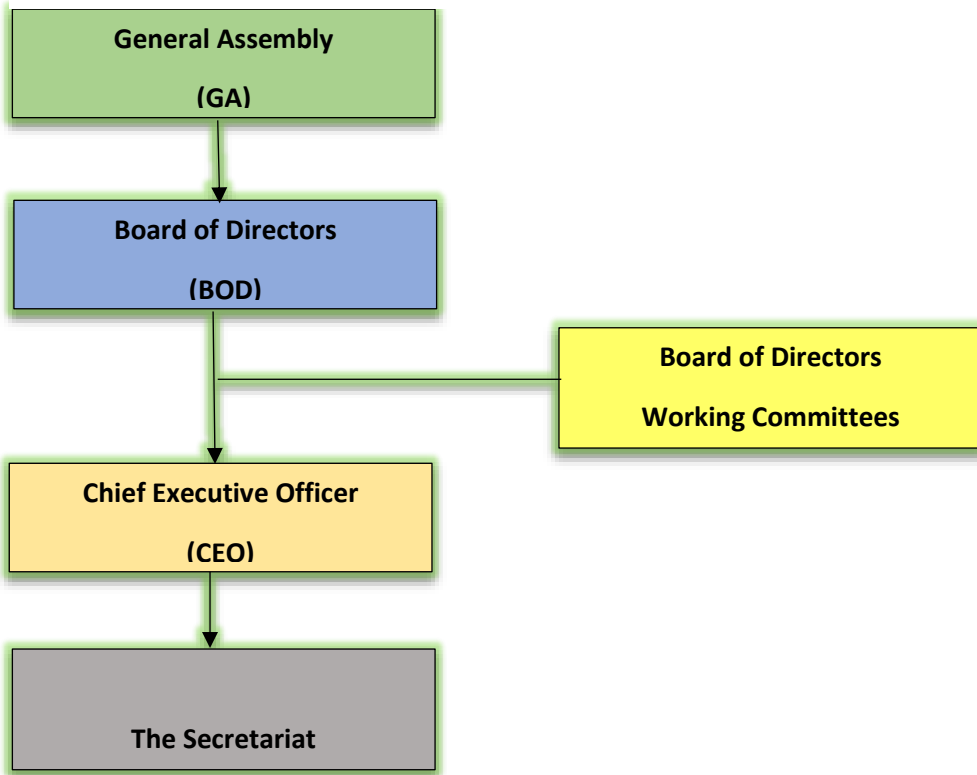 General Assembly
(GA)
Board of Directors
(BOD)
Board of Directors
Working Committees
Chief Executive Officer
(CEO)
The Secretariat